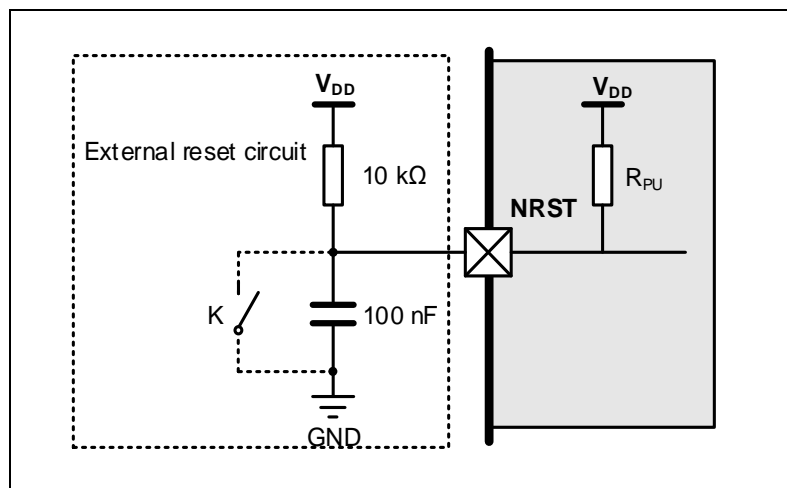 V_DD
V_DD
External reset circuit
10 kΩ
R_PU
NRST
K
100 nF
GND